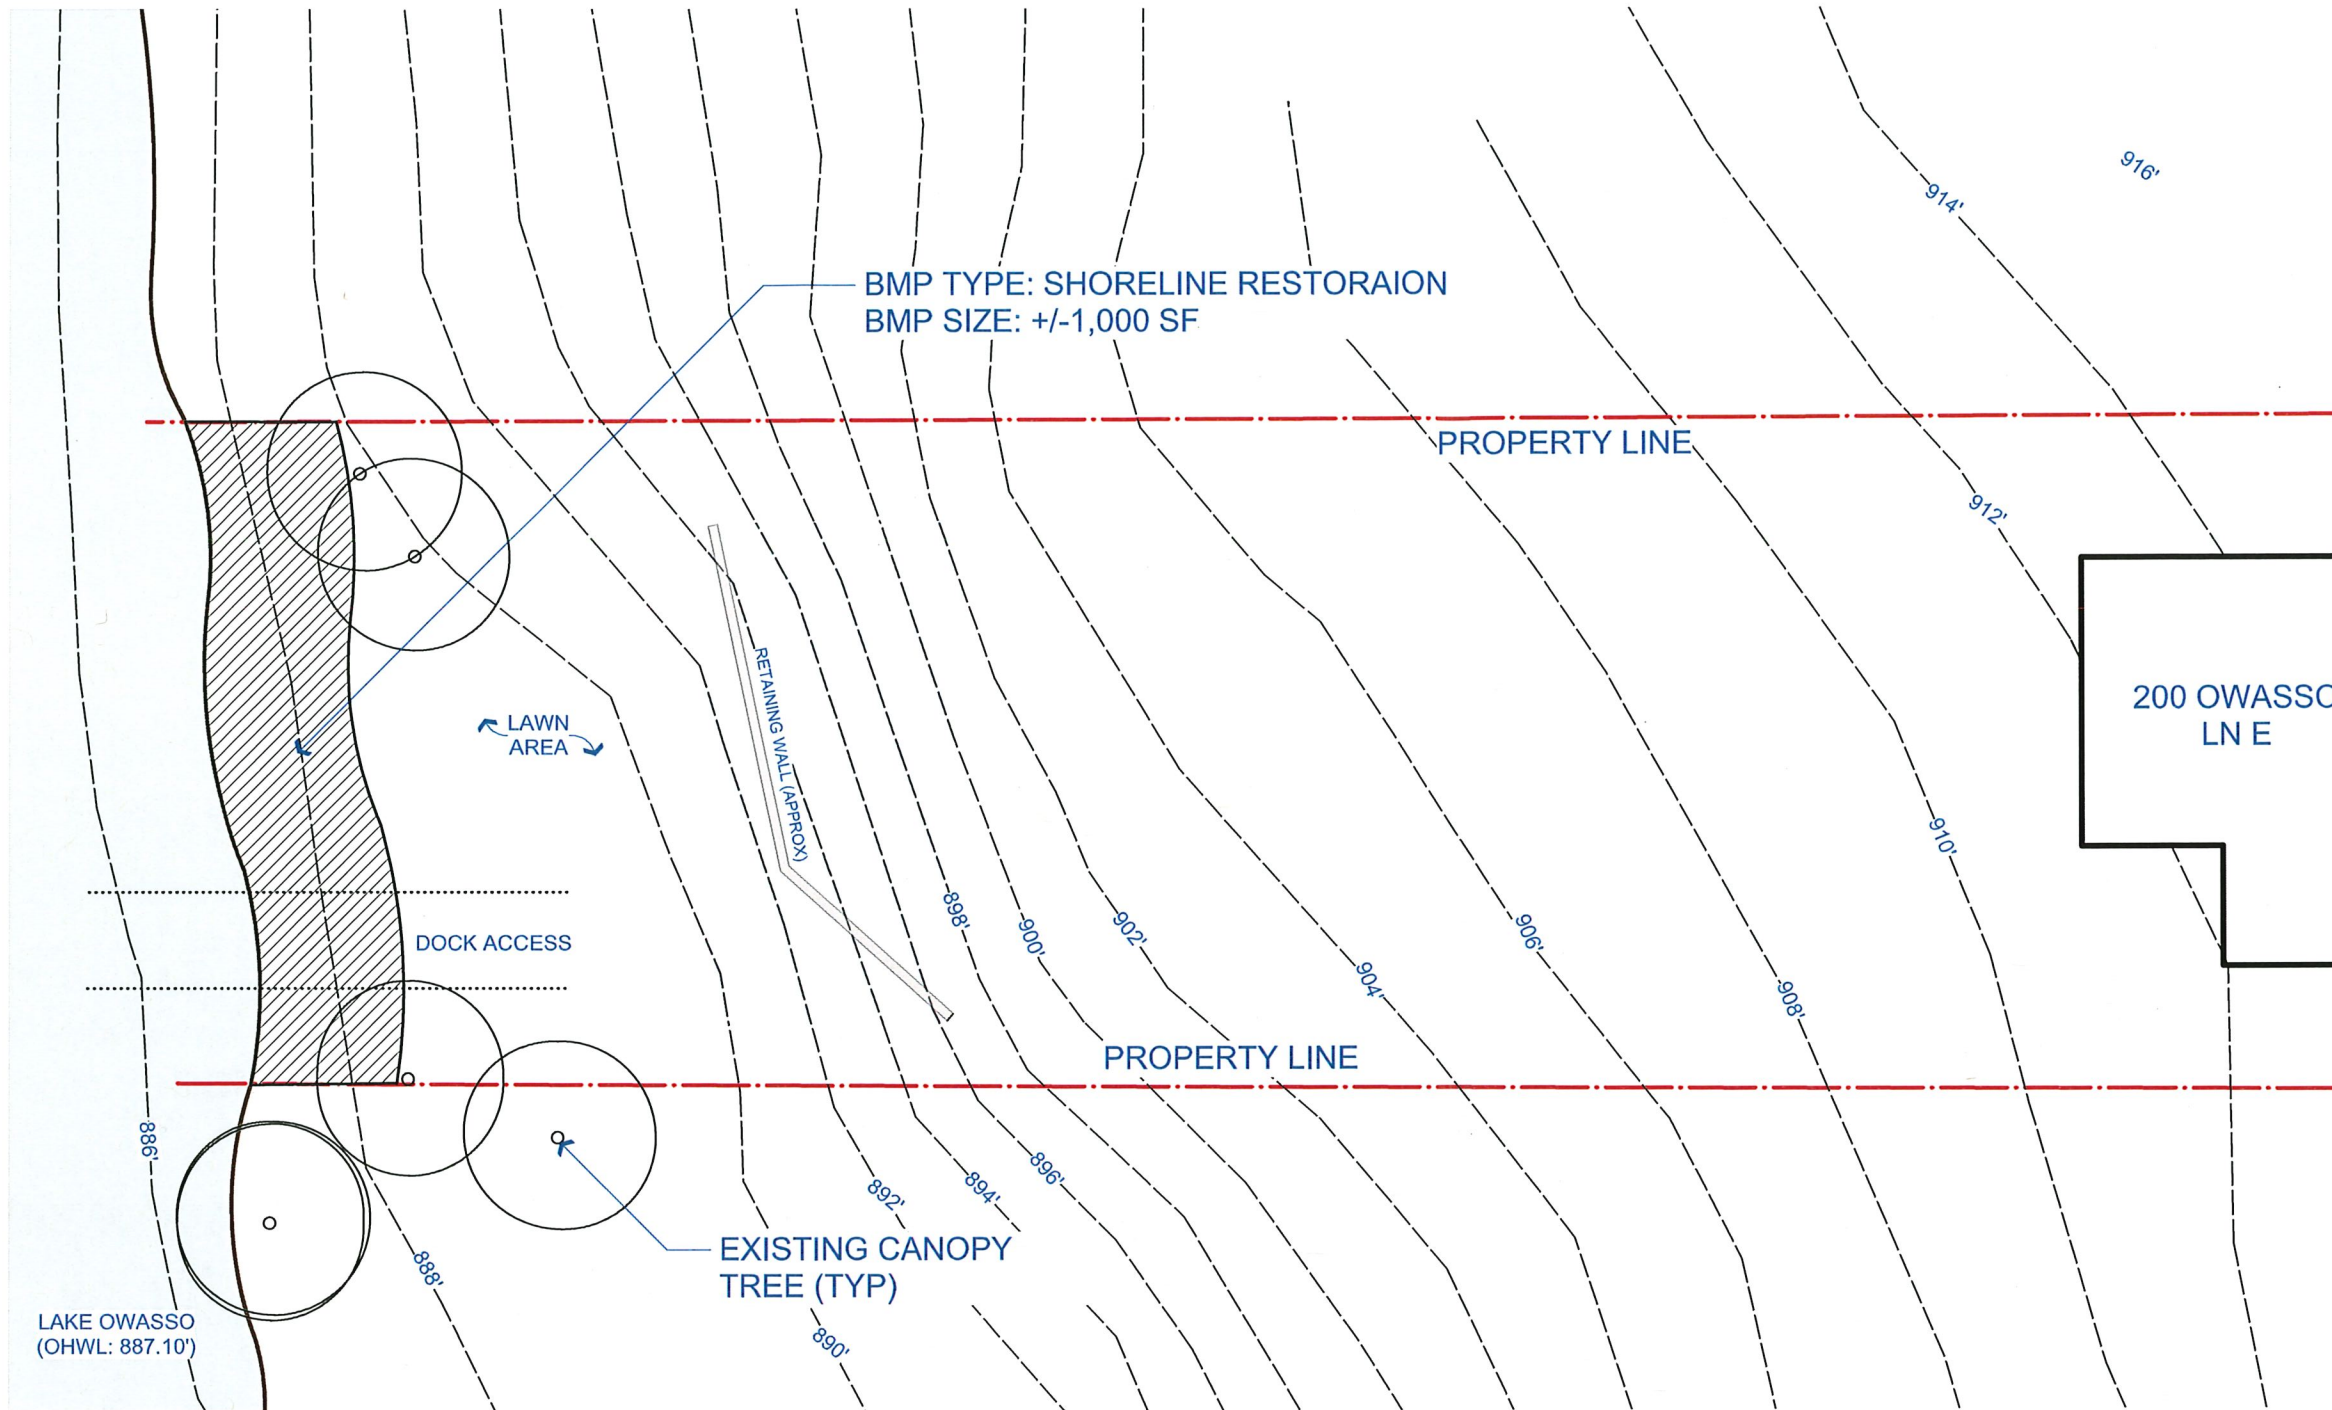 916'
914'
BMP TYPE: SHORELINE RESTORAION
BMP SIZE: +/-1,000 SF
PROPERTY LINE
912'
RETAINING WALL (APPROX)
200 OWASSO
LN E
LAWN
AREA
910'
898'
900'
902'
906'
904'
908'
DOCK ACCESS
PROPERTY LINE
886'
896'
894'
892'
888'
EXISTING CANOPY
TREE (TYP)
890'
LAKE OWASSO
(OHWL: 887.10')